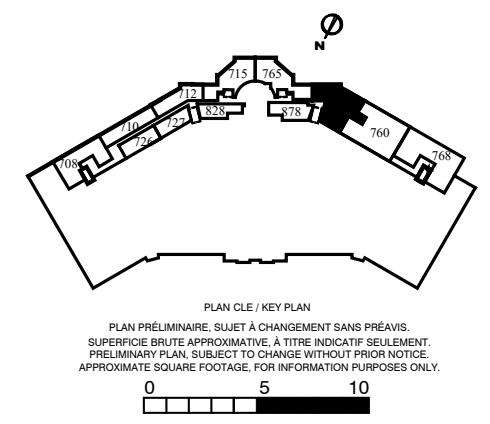 N
715 765
712
828 878
710 727
726
760
708 768
PLAN CLE / KEY PLAN
PLAN PRÉLIMINAIRE, SUJET À CHANGEMENT SANS PRÉAVIS.
SUPERFICIE BRUTE APPROXIMATIVE, À TITRE INDICATIF SEULEMENT.
PRELIMINARY PLAN, SUBJECT TO CHANGE WITHOUT PRIOR NOTICE.
APPROXIMATE SQUARE FOOTAGE, FOR INFORMATION PURPOSES ONLY.
0 5 10